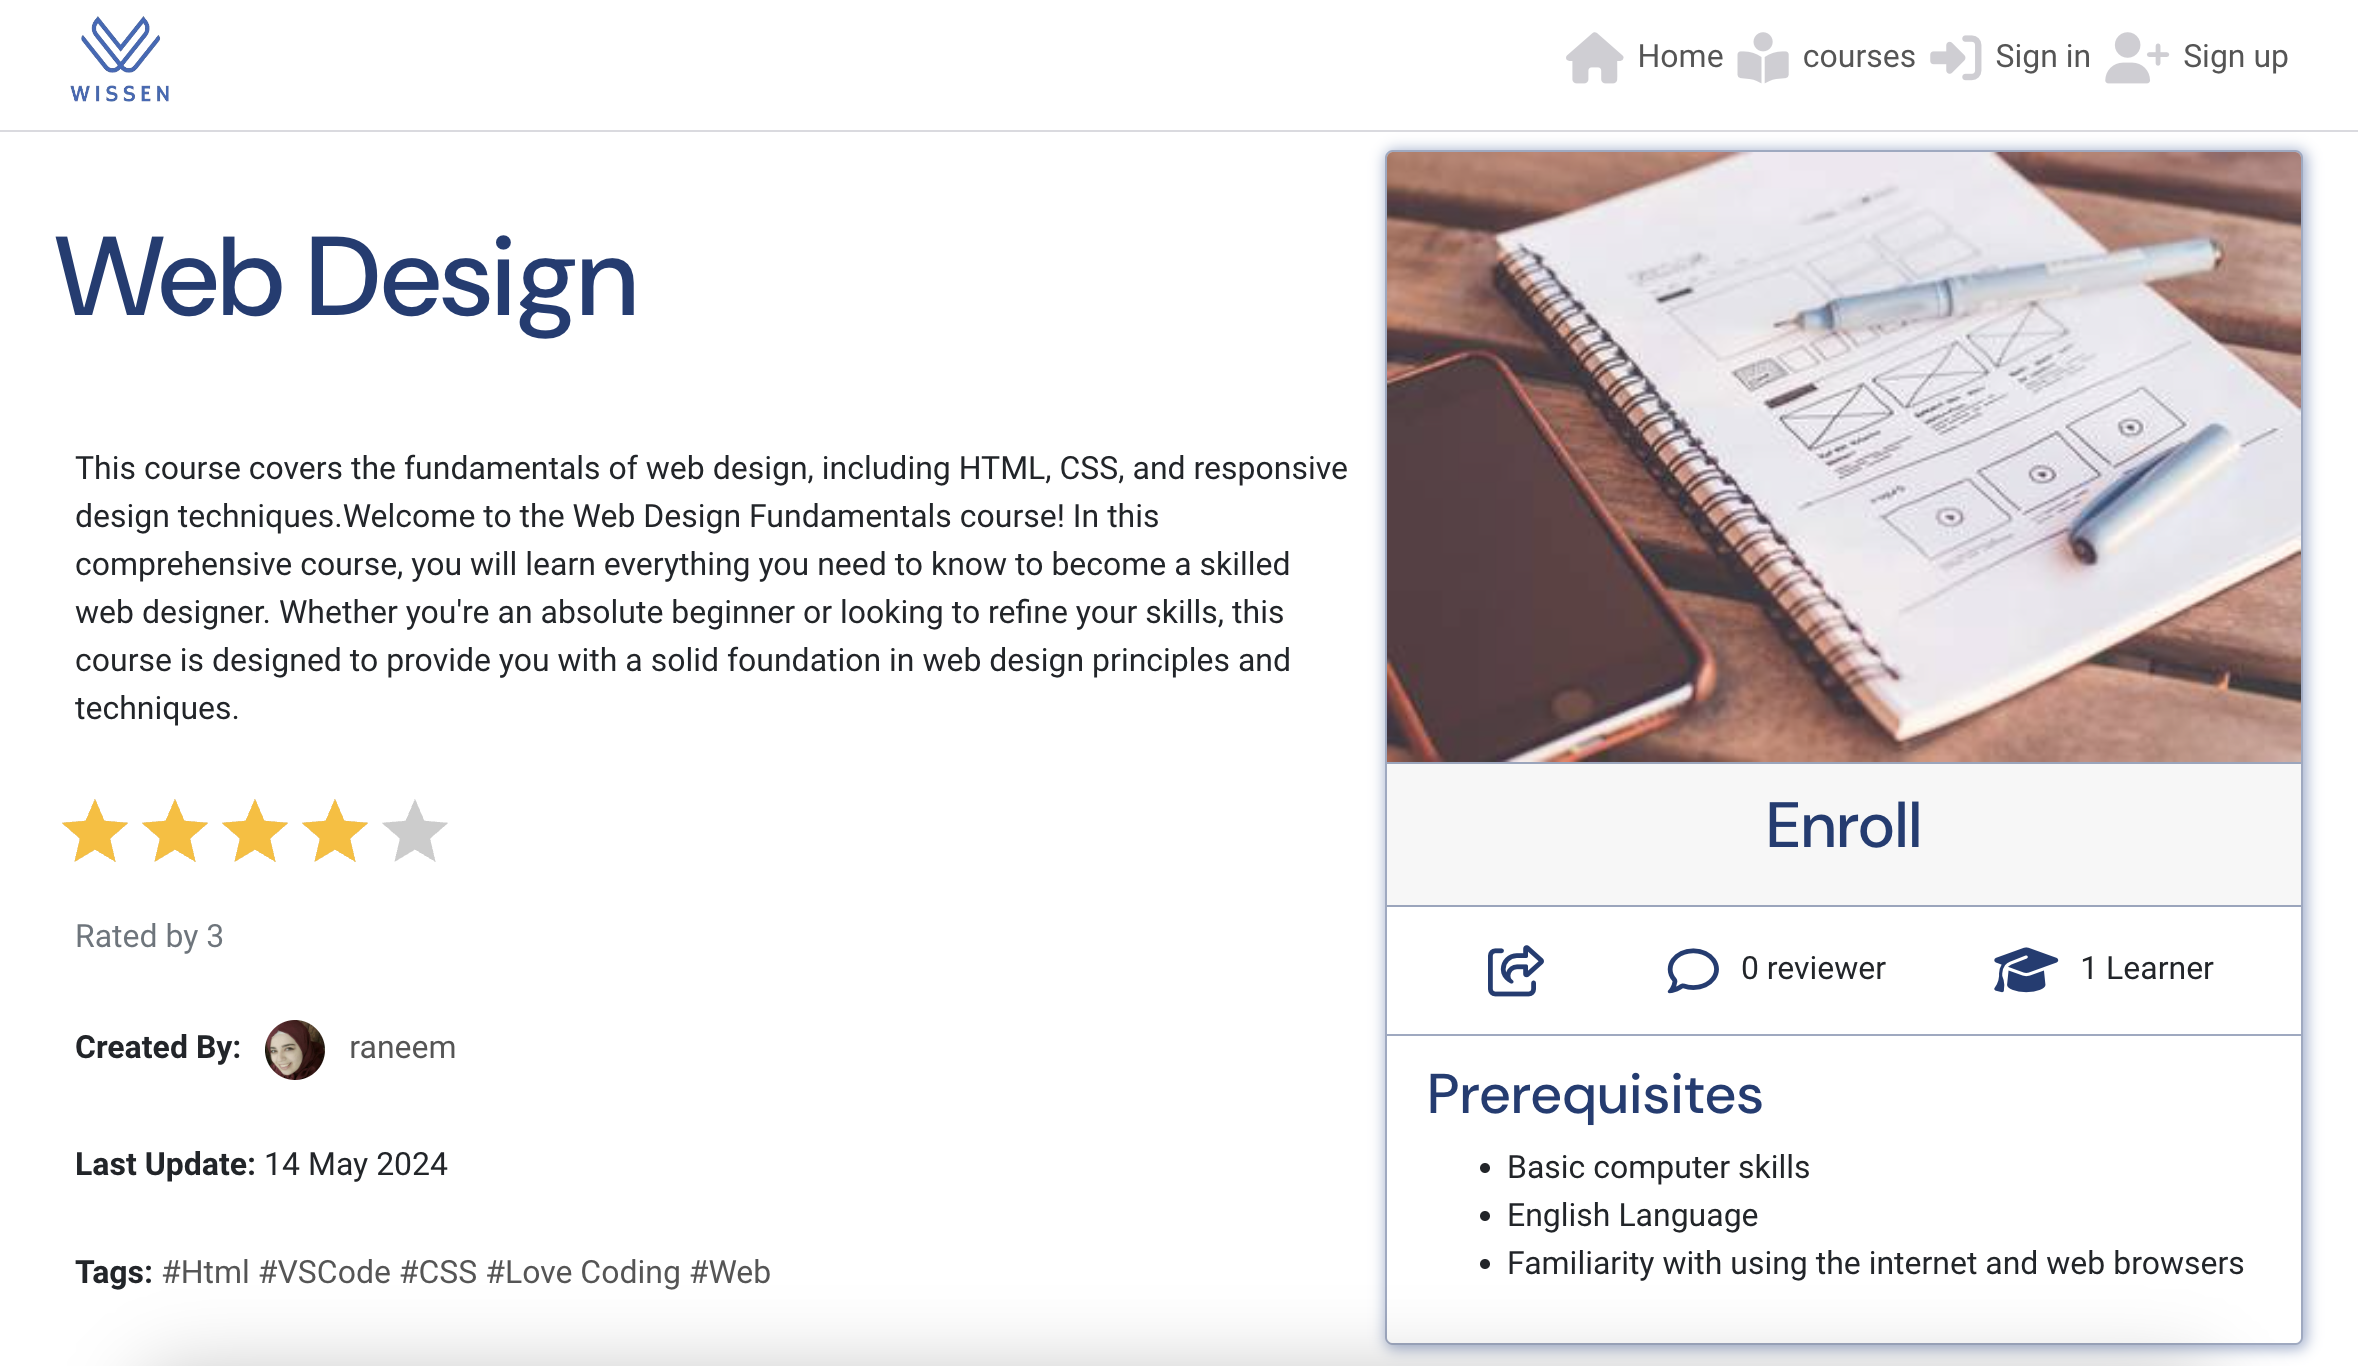 WISSEN
Home courses Sign in Sign up
Web Design
This course covers the fundamentals of web design, including HTML, CSS, and responsive
design techniques.Welcome to the Web Design Fundamentals course! In this
comprehensive course, you will learn everything you need to know to become a skilled
web designer. Whether you're an absolute beginner or looking to refine your skills, this
course is designed to provide you with a solid foundation in web design principles and
techniques.
Rated by 3
Created By: raneem
Last Update: 14 May 2024
Tags: #Html #VSCode #CSS #Love Coding #Web
Enroll
0 reviewer
1 Learner
Prerequisites
• Basic computer skills
• English Language
• Familiarity with using the internet and web browsers